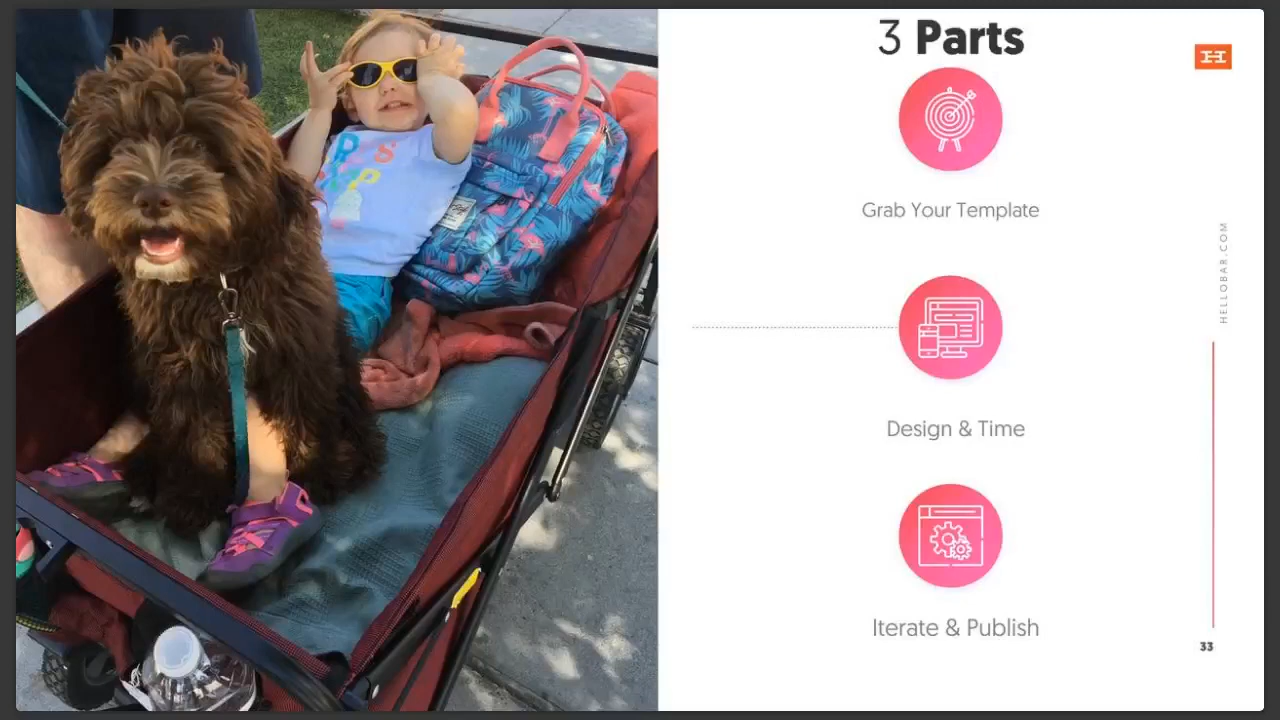 3 Parts
H
Grab Your Template
HELLOBAR.COM
Design & Time
Iterate & Publish
33